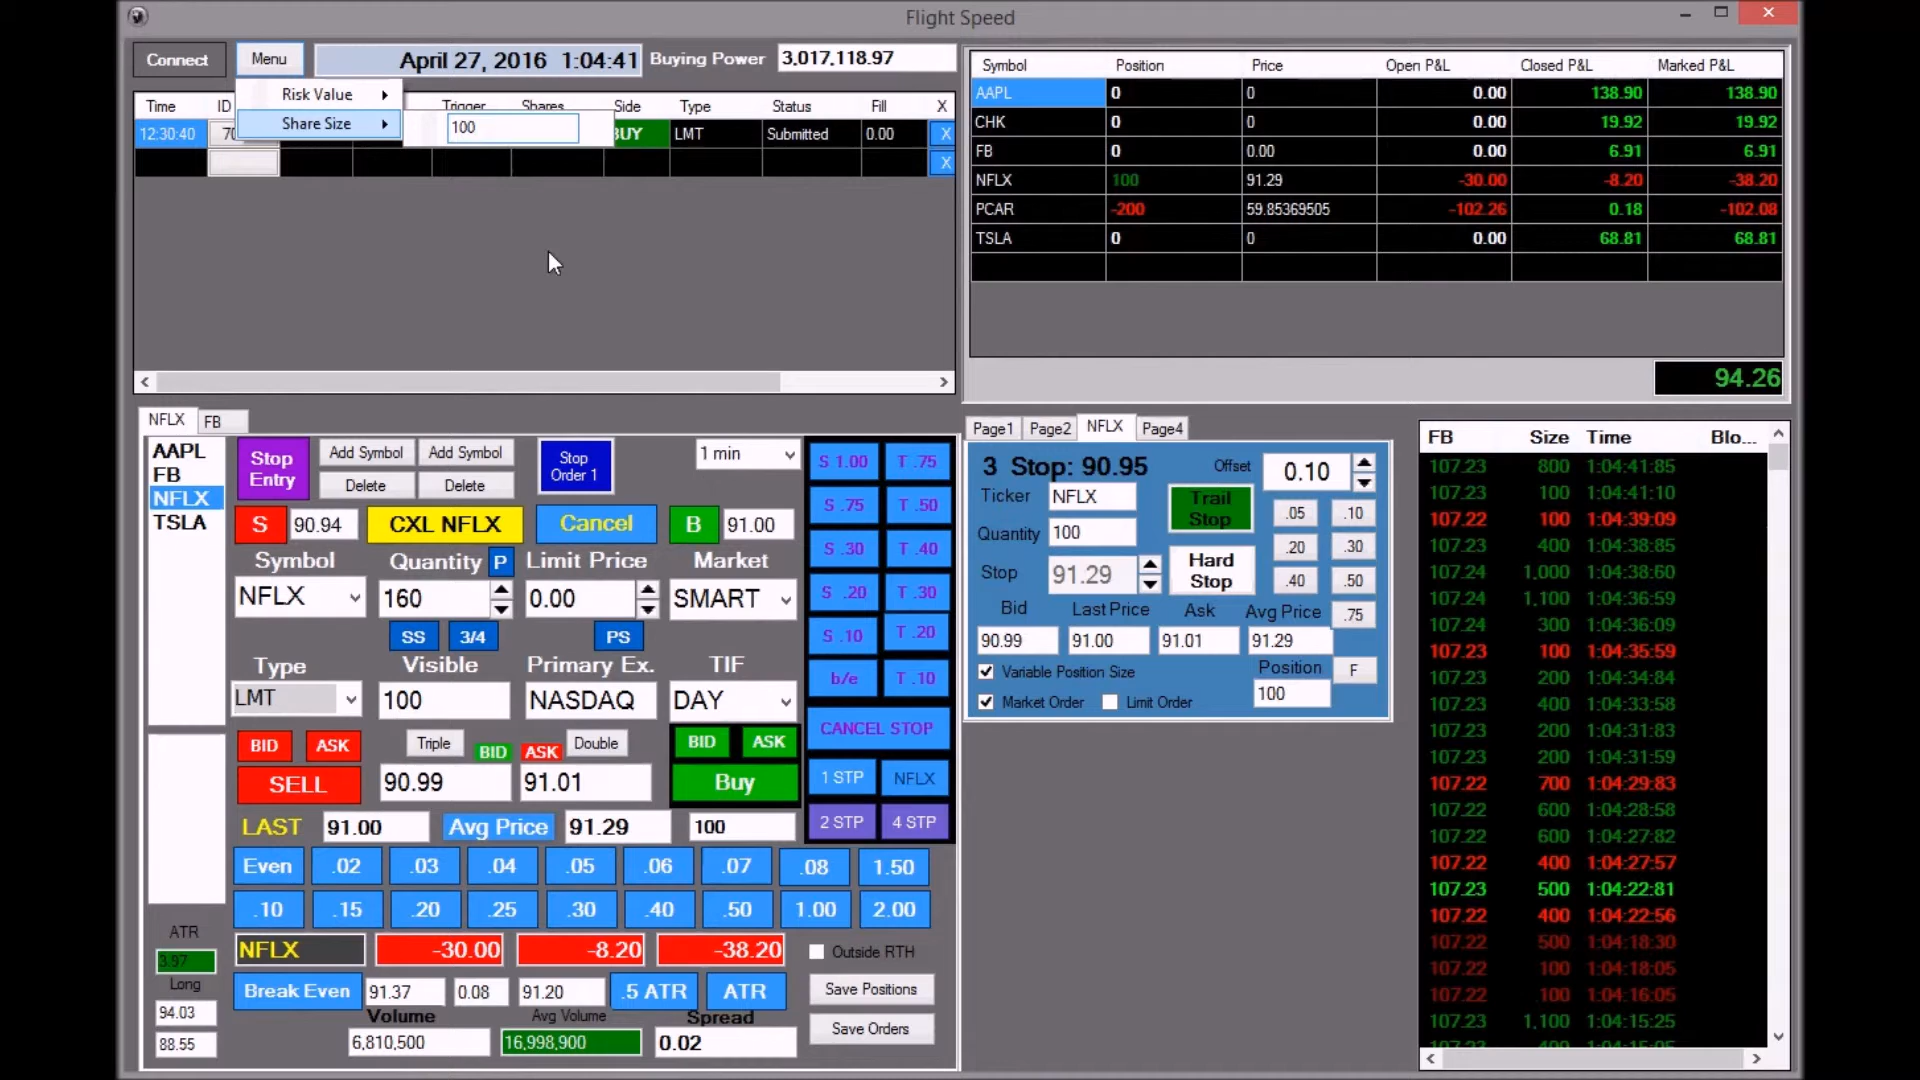 Flight Speed
Connect Menu April 27, 2016 1:04:41 Buying Power 3,017,118.97
Risk Value
Share Size 100
Time ID Trigger Shares Side Type Status Fill X
12:30:40 BUY LMT Submitted 0.00 X
X
Symbol Position Price Open P&L Closed P&L Marked P&L
AAPL 0 0 0.00 138.90 138.90
CHK 0 0 0.00 19.92 19.92
FB 0 0.00 0.00 6.91 6.91
NFLX 100 91.29 -30.00 -8.20 -38.20
PCAR -200 59.85369505 -102.26 0.18 -102.08
TSLA 0 0 0.00 68.81 68.81
94.26
NFLX FB
AAPL
FB
NFLX
TSLA
Stop Entry Add Symbol Add Symbol Stop Order 1 1 min
Delete Delete
S 90.94 CXL NFLX Cancel B 91.00
Symbol Quantity P Limit Price Market
NFLX 160 0.00 SMART
SS 3/4 PS
Type Visible Primary Ex. TIF
LMT 100 NASDAQ DAY
BID ASK Triple BID ASK Double BID ASK
SELL 90.99 91.01 Buy
LAST 91.00 Avg Price 91.29 100
Even .02 .03 .04 .05 .06 .07 .08 1.50
.10 .15 .20 .25 .30 .40 .50 1.00 2.00
NFLX -30.00 -8.20 -38.20 Outside RTH
Break Even 91.37 0.08 91.20 .5 ATR ATR Save Positions
Volume Avg Volume Spread
6,810,500 16,998,900 0.02 Save Orders
ATR
3.97
Long
94.03
88.55
S 1.00 T .75
S .75 T .50
S .30 T .40
S .20 T .30
S .10 T .20
b/e T .10
CANCEL STOP
1 STP NFLX
2 STP 4 STP
Page1 Page2 NFLX Page4
3 Stop: 90.95 Offset 0.10
Ticker NFLX Trail Stop .05 .10
Quantity 100 .20 .30
Stop 91.29 Hard Stop .40 .50
Bid Last Price Ask Avg Price .75
90.99 91.00 91.01 91.29
Variable Position Size Position F
Market Order Limit Order 100
FB Size Time Blo...
107.23 800 1:04:41:85
107.23 100 1:04:41:10
107.22 100 1:04:39:09
107.23 400 1:04:38:85
107.24 1,000 1:04:38:60
107.24 1,100 1:04:36:59
107.24 300 1:04:36:09
107.23 100 1:04:35:59
107.23 200 1:04:34:84
107.23 400 1:04:33:58
107.23 200 1:04:31:83
107.23 200 1:04:31:59
107.22 700 1:04:29:83
107.22 600 1:04:28:58
107.22 600 1:04:27:82
107.22 400 1:04:27:57
107.23 500 1:04:22:81
107.22 400 1:04:22:56
107.22 500 1:04:18:30
107.22 100 1:04:18:05
107.22 100 1:04:16:05
107.23 1,100 1:04:15:25